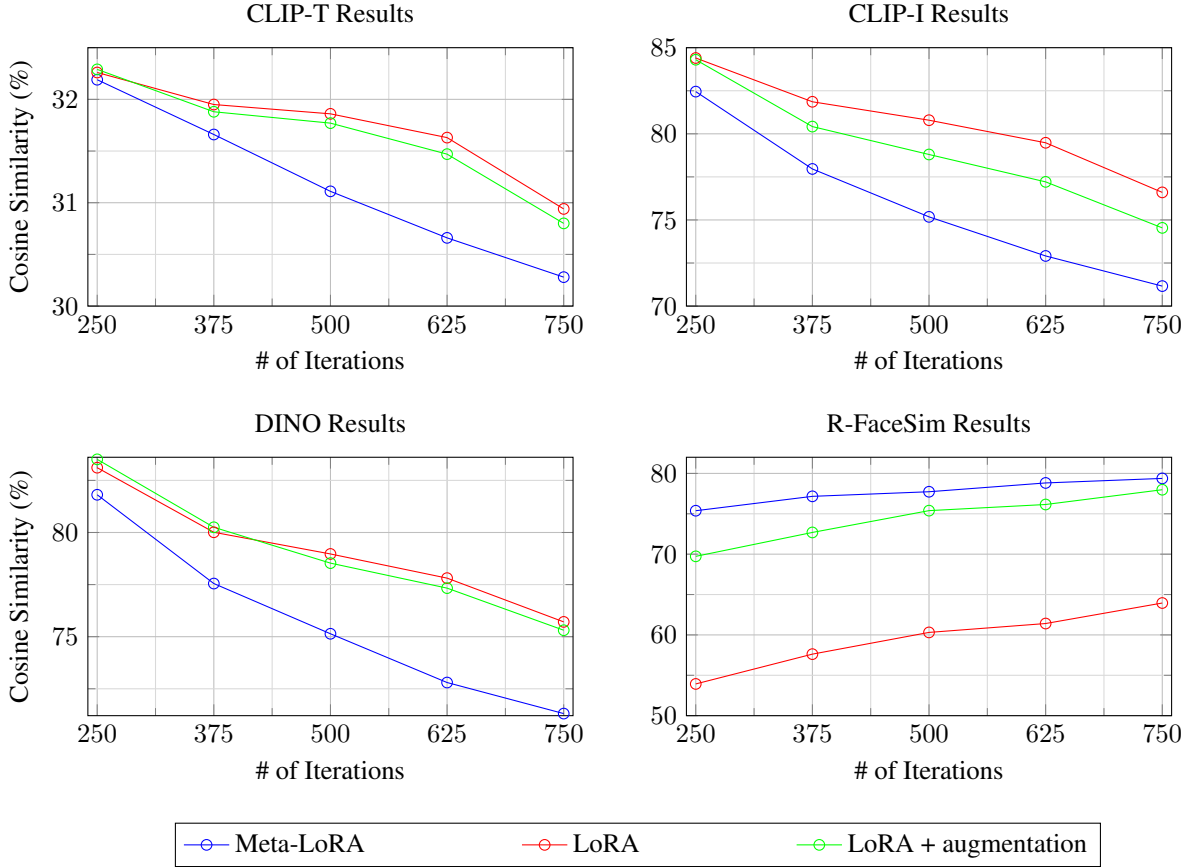 CLIP-T Results
Cosine Similarity (%)
32
31
30
250 375 500 625 750
# of Iterations
CLIP-I Results
85
80
75
70
250 375 500 625 750
# of Iterations
DINO Results
Cosine Similarity (%)
80
75
250 375 500 625 750
# of Iterations
R-FaceSim Results
80
70
60
50
250 375 500 625 750
# of Iterations
Meta-LoRA LoRA LoRA + augmentation